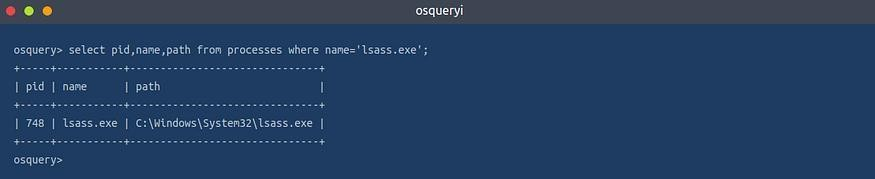 osqueryi
osquery> select pid,name,path from processes where name='lsass.exe';
+-----+-----------+-------------------------------+
| pid | name      | path                          |
+-----+-----------+-------------------------------+
| 748 | lsass.exe | C:\Windows\System32\lsass.exe |
+-----+-----------+-------------------------------+
osquery>